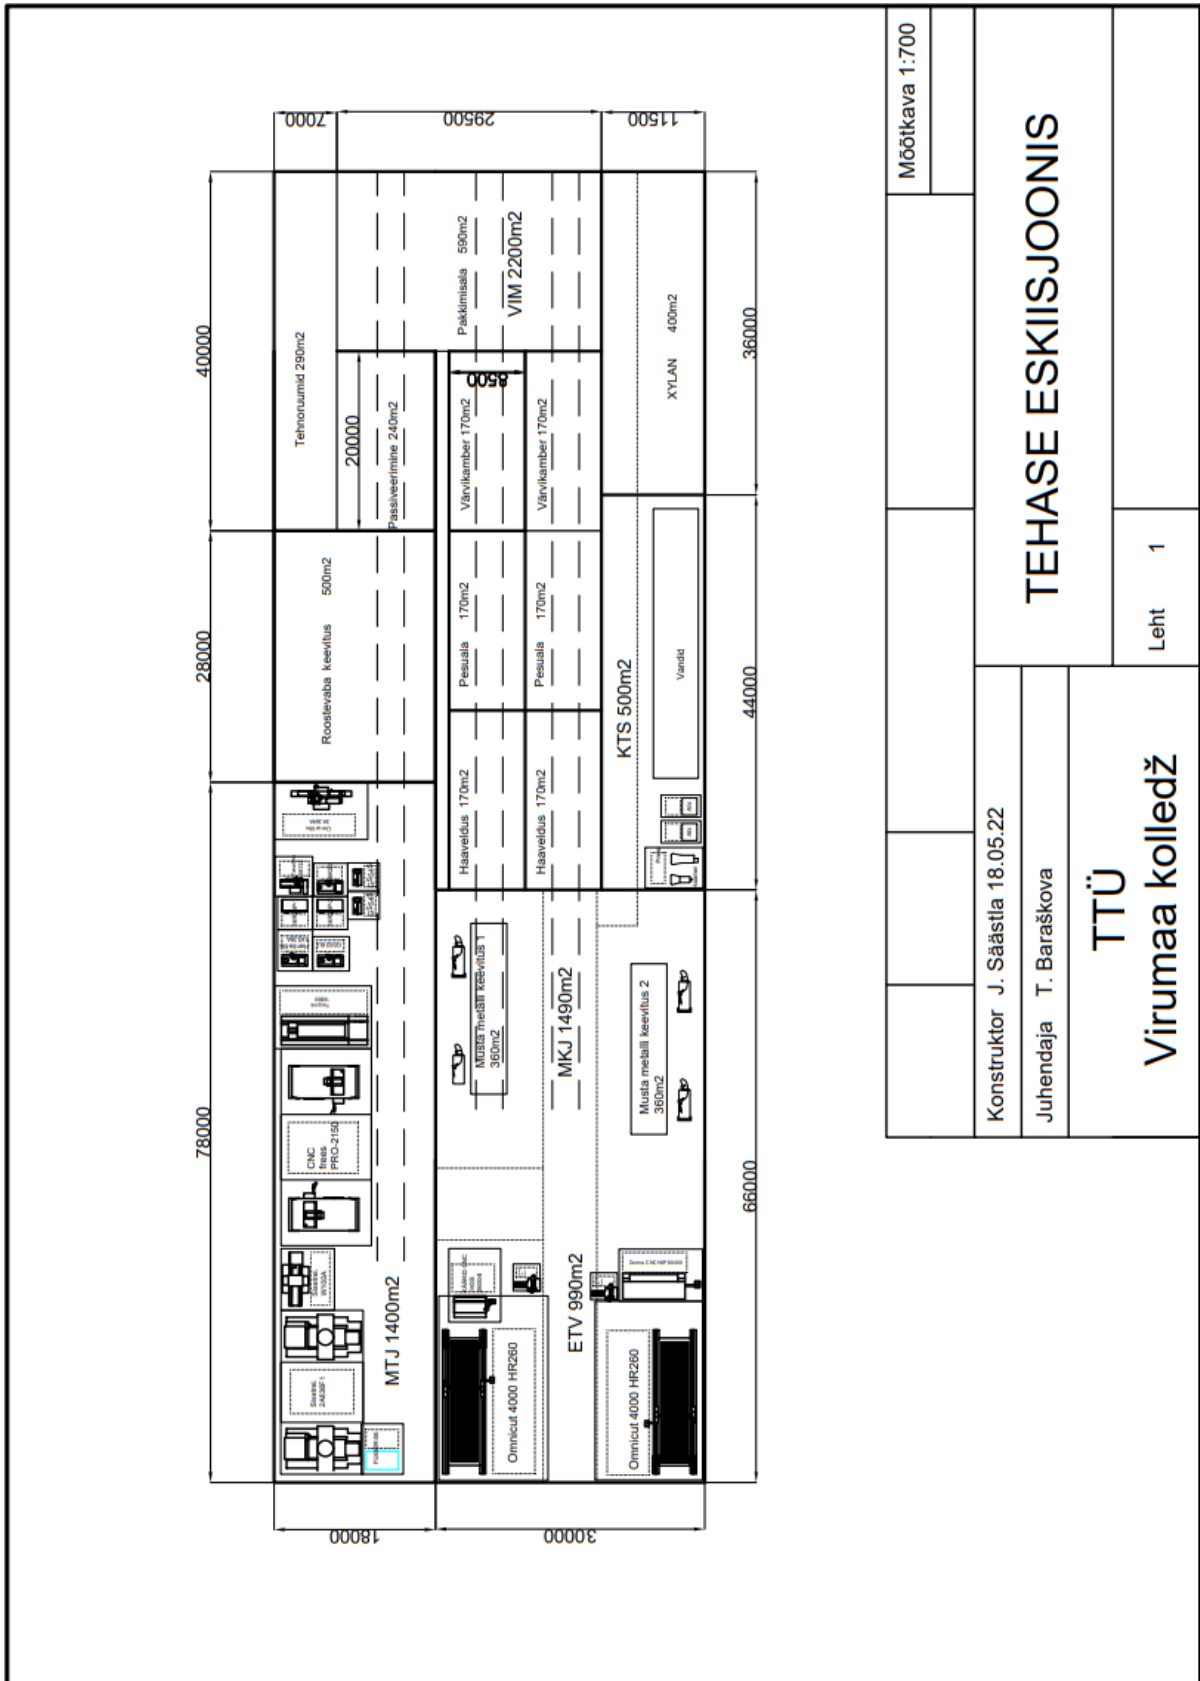 78000
28000
40000
18000
30000
7000
29500
11500
66000
44000
36000
20000
8500
MTJ 1400m2
Siselihv. 2A636F1
W100A
CNC
frees
PRO-2150
Roostevaba keevitus 500m2
Tehnoruumid 290m2
Passiveerimine 240m2
Omnicut 4000 HR260
Omnicut 4000 HR260
ETV 990m2
MKJ 1490m2
Musta metalli keevitus 1
360m2
Musta metalli keevitus 2
360m2
Haaveldus 170m2
Pesuala 170m2
Värvikamber 170m2
Haaveldus 170m2
Pesuala 170m2
Värvikamber 170m2
Pakkimisala 590m2
VIM 2200m2
KTS 500m2
Vandid
XYLAN 400m2
Mõõtkava 1:700
Konstruktor J. Säästla 18.05.22
Juhendaja T. Baraškova
TEHASE ESKIISJOONIS
TTÜ
Virumaa kolledž
Leht 1